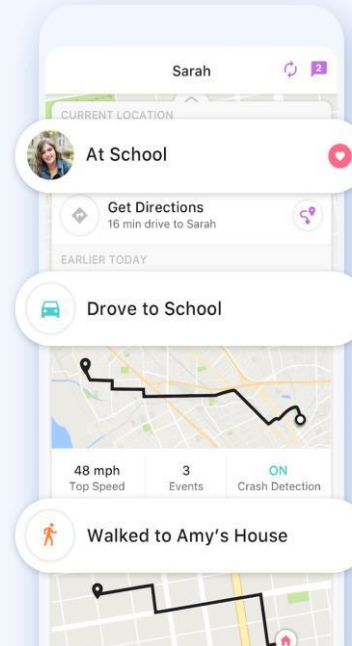 Sarah
2
CURRENT LOCATION
At School
Get Directions
16 min drive to Sarah
EARLIER TODAY
Drove to School
48 mph
Top Speed
3
Events
ON
Crash Detection
Walked to Amy's House